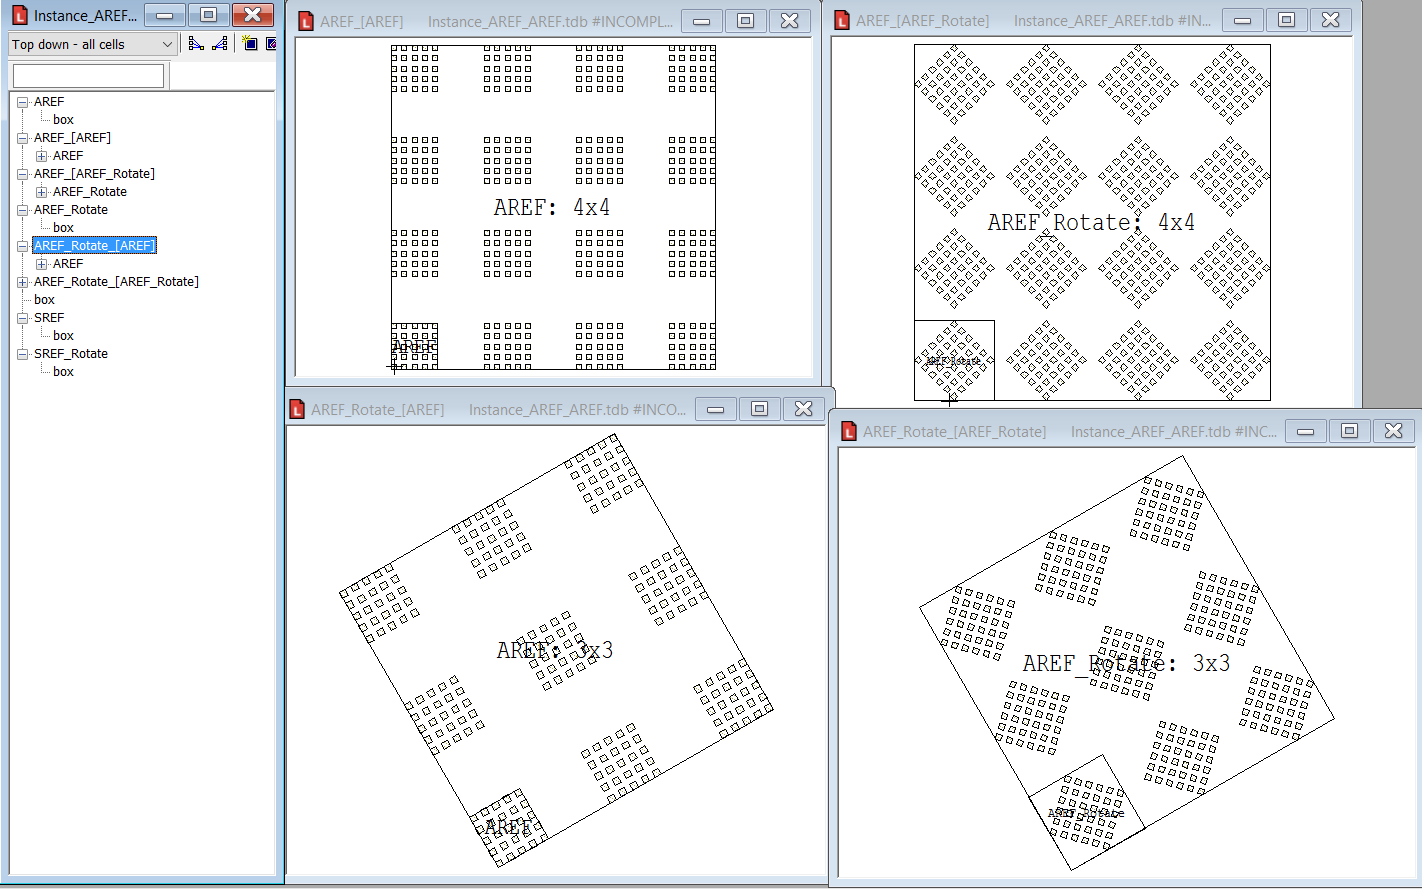 Instance_AREF...
Top down - all cells
AREF
box
AREF_[AREF]
AREF
AREF_[AREF_Rotate]
AREF_Rotate
AREF_Rotate
box
AREF_Rotate_[AREF]
AREF
AREF_Rotate_[AREF_Rotate]
box
SREF
box
SREF_Rotate
box
AREF_[AREF] Instance_AREF_AREF.tdb #INCOMPL...
AREF: 4x4
AREF
AREF_[AREF_Rotate] Instance_AREF_AREF.tdb #IN...
AREF_Rotate: 4x4
AREF_Rotate
AREF_Rotate_[AREF] Instance_AREF_AREF.tdb #INCO...
AREF: 3x3
AREF
AREF_Rotate_[AREF_Rotate] Instance_AREF_AREF.tdb #INC...
AREF_Rotate: 3x3
AREF_Rotate